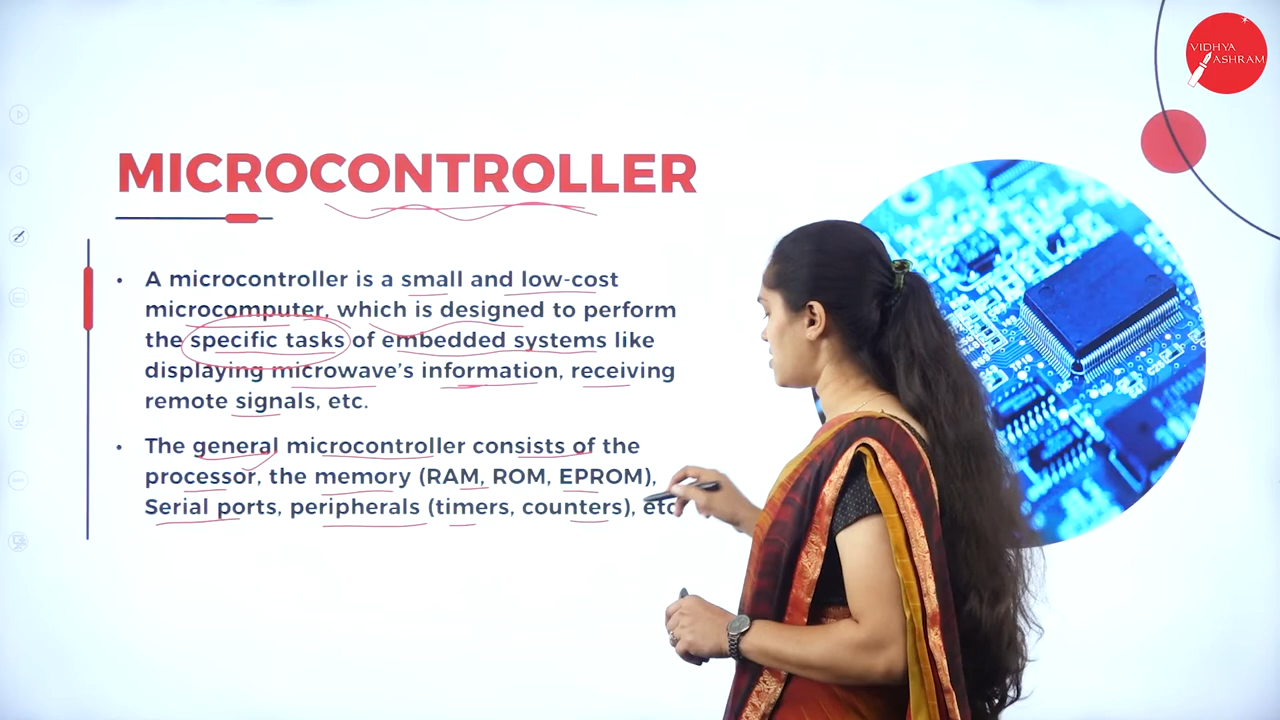 VIDHYA
ASHRAM
MICROCONTROLLER
• A microcontroller is a small and low-cost
microcomputer, which is designed to perform
the specific tasks of embedded systems like
displaying microwave's information, receiving
remote signals, etc.
• The general microcontroller consists of the
processor, the memory (RAM, ROM, EPROM),
Serial ports, peripherals (timers, counters), etc